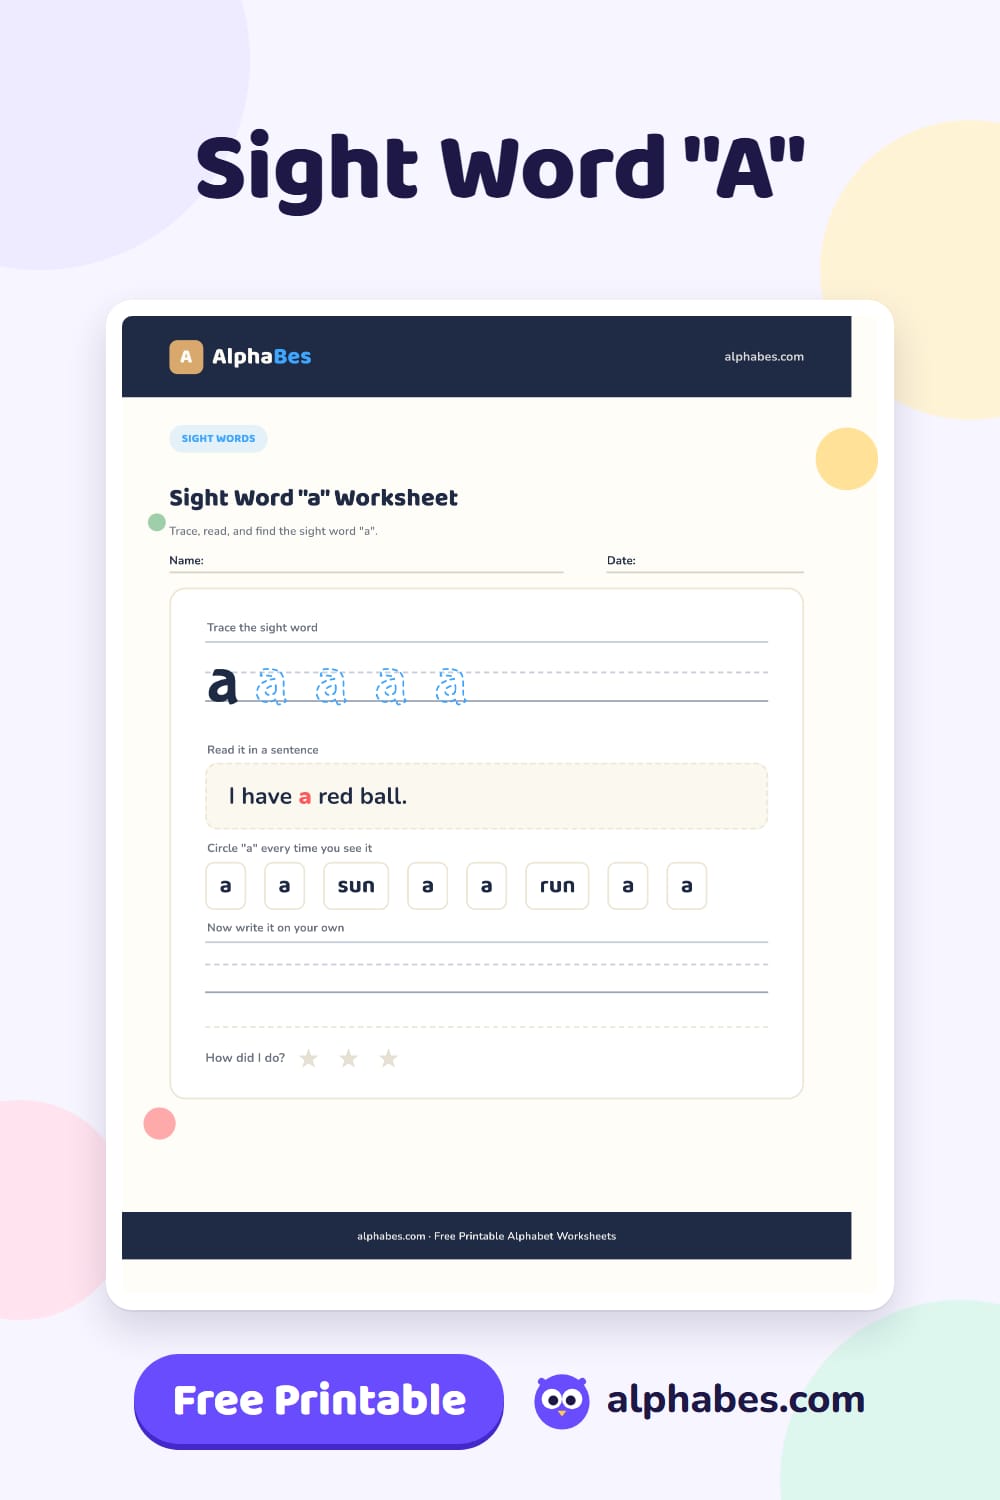 Sight Word "A"
A AlphaBes alphabes.com
SIGHT WORDS
Sight Word "a" Worksheet
Trace, read, and find the sight word "a".
Name: Date:
Trace the sight word
a a a a a
Read it in a sentence
I have a red ball.
Circle "a" every time you see it
a a sun a a run a a
Now write it on your own
How did I do?
alphabes.com · Free Printable Alphabet Worksheets
Free Printable alphabes.com